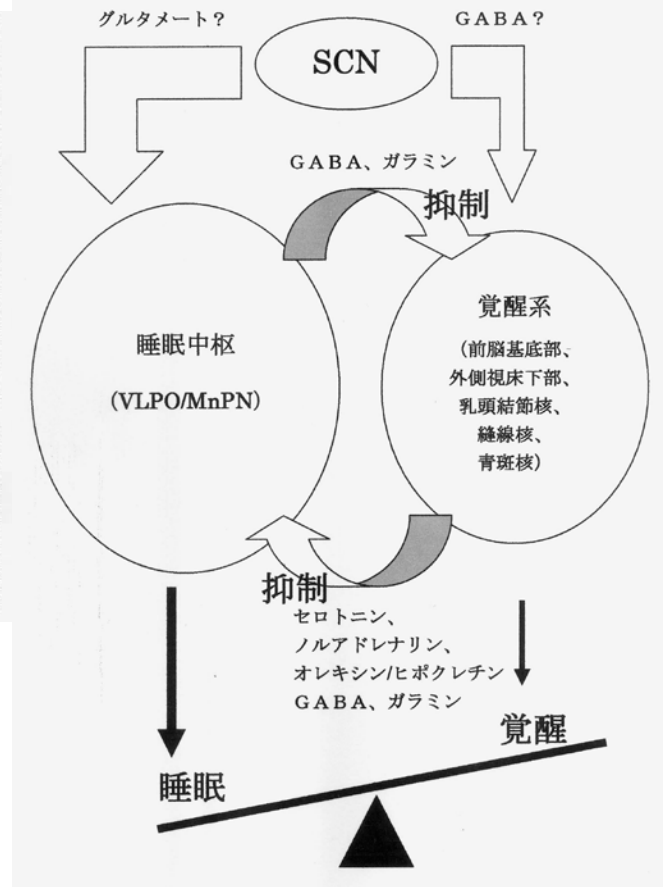 グルタメート？
GABA？
SCN
GABA、ガラミン
抑制
睡眠中枢
(VLPO/MnPN)
覚醒系
(前脳基底部、
外側視床下部、
乳頭結節核、
縫線核、
青斑核)
抑制
セロトニン、
ノルアドレナリン、
オレキシン/ヒポクレチン
GABA、ガラミン
覚醒
睡眠